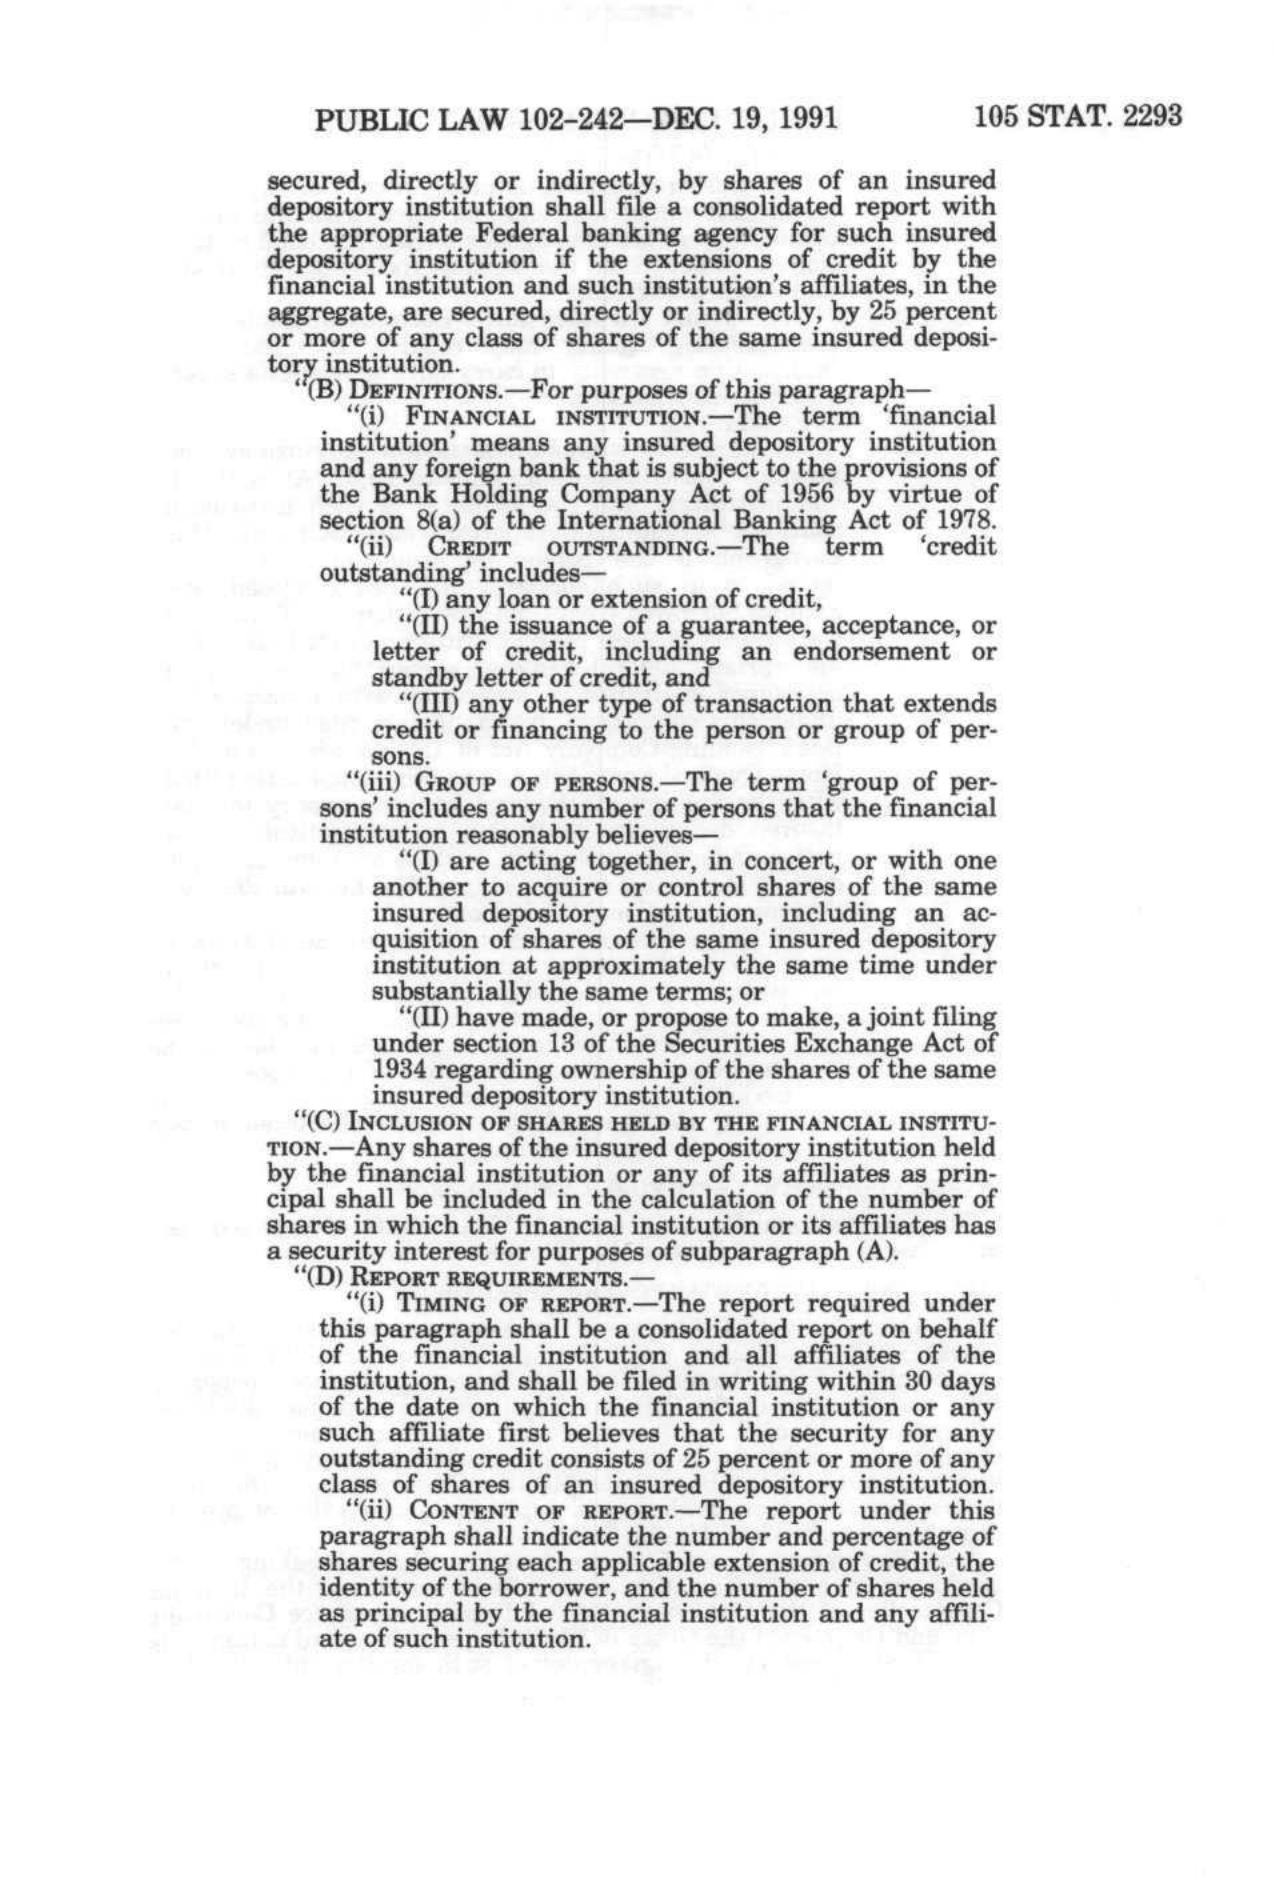 PUBLIC LAW 102-242—DEC. 19, 1991 105 STAT. 2293
secured, directly or indirectly, by shares of an insured
depository institution shall file a consolidated report with
the appropriate Federal banking agency for such insured
depository institution if the extensions of credit by the
financial institution and such institution's affiliates, in the
aggregate, are secured, directly or indirectly, by 25 percent
or more of any class of shares of the same insured deposi-
tory institution.
“(B) DEFINITIONS.—For purposes of this paragraph—
“(i) FINANCIAL INSTITUTION.—The term ‘financial
institution’ means any insured depository institution
and any foreign bank that is subject to the provisions of
the Bank Holding Company Act of 1956 by virtue of
section 8(a) of the International Banking Act of 1978.
“(ii) CREDIT OUTSTANDING.—The term ‘credit
outstanding’ includes—
“(I) any loan or extension of credit,
“(II) the issuance of a guarantee, acceptance, or
letter of credit, including an endorsement or
standby letter of credit, and
“(III) any other type of transaction that extends
credit or financing to the person or group of per-
sons.
“(iii) GROUP OF PERSONS.—The term ‘group of per-
sons’ includes any number of persons that the financial
institution reasonably believes—
“(I) are acting together, in concert, or with one
another to acquire or control shares of the same
insured depository institution, including an ac-
quisition of shares of the same insured depository
institution at approximately the same time under
substantially the same terms; or
“(II) have made, or propose to make, a joint filing
under section 13 of the Securities Exchange Act of
1934 regarding ownership of the shares of the same
insured depository institution.
“(C) INCLUSION OF SHARES HELD BY THE FINANCIAL INSTITU-
TION.—Any shares of the insured depository institution held
by the financial institution or any of its affiliates as prin-
cipal shall be included in the calculation of the number of
shares in which the financial institution or its affiliates has
a security interest for purposes of subparagraph (A).
“(D) REPORT REQUIREMENTS.—
“(i) TIMING OF REPORT.—The report required under
this paragraph shall be a consolidated report on behalf
of the financial institution and all affiliates of the
institution, and shall be filed in writing within 30 days
of the date on which the financial institution or any
such affiliate first believes that the security for any
outstanding credit consists of 25 percent or more of any
class of shares of an insured depository institution.
“(ii) CONTENT OF REPORT.—The report under this
paragraph shall indicate the number and percentage of
shares securing each applicable extension of credit, the
identity of the borrower, and the number of shares held
as principal by the financial institution and any affili-
ate of such institution.